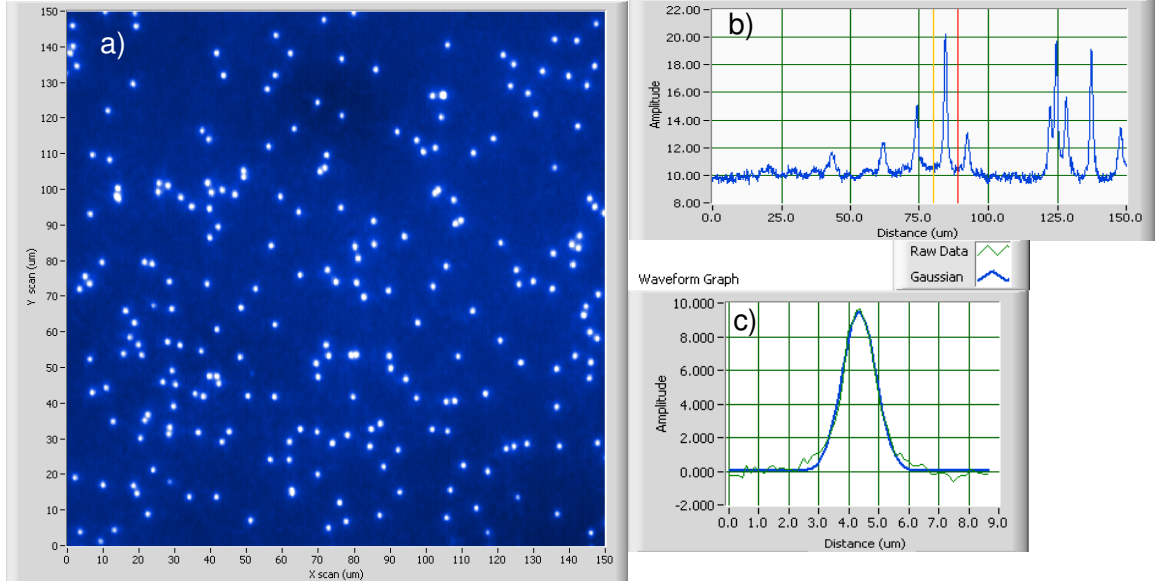 a)
150
140
130
120
110
100
90
80
70
60
50
40
30
20
10
0
Y scan (um)
0 10 20 30 40 50 60 70 80 90 100 110 120 130 140 150
X scan (um)
b)
22.00
20.00
18.00
16.00
14.00
12.00
10.00
8.00
Amplitude
0.0 25.0 50.0 75.0 100.0 125.0 150.0
Distance (um)
Raw Data
Gaussian
Waveform Graph
c)
10.000
8.000
6.000
4.000
2.000
0.000
-2.000
Amplitude
0.0 1.0 2.0 3.0 4.0 5.0 6.0 7.0 8.0 9.0
Distance (um)